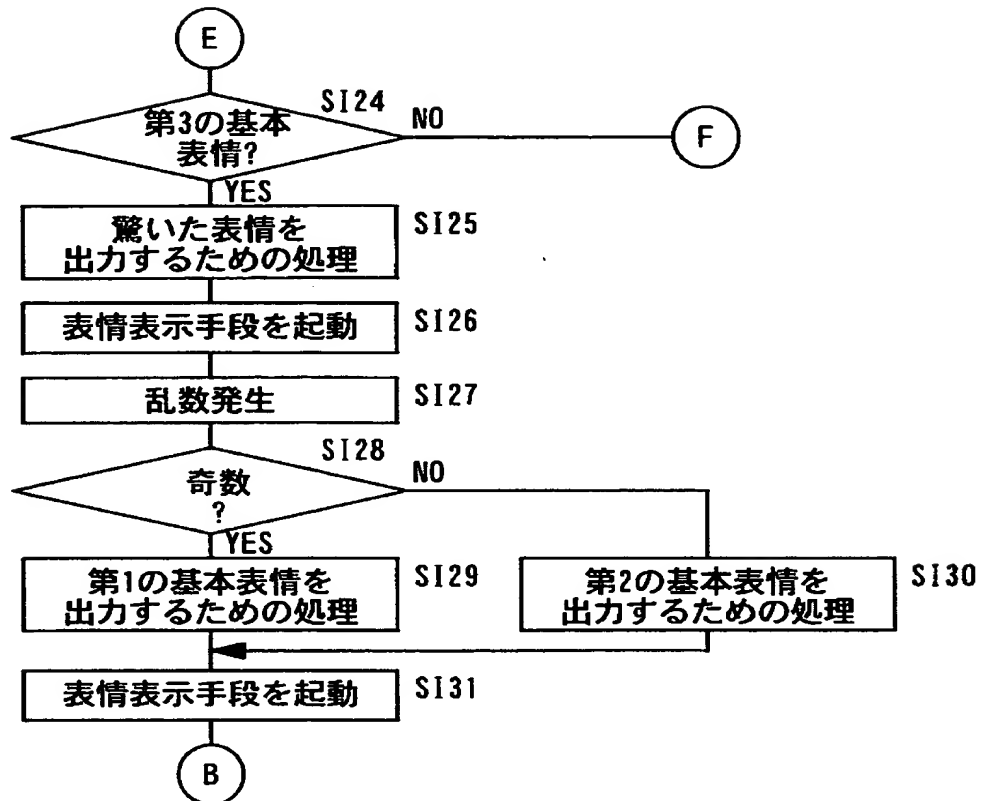 E
SI24
第3の基本
表情?
NO
F
YES
驚いた表情を
出力するための処理
SI25
表情表示手段を起動
SI26
乱数発生
SI27
SI28
奇数
?
NO
YES
第1の基本表情を
出力するための処理
SI29
第2の基本表情を
出力するための処理
SI30
表情表示手段を起動
SI31
B